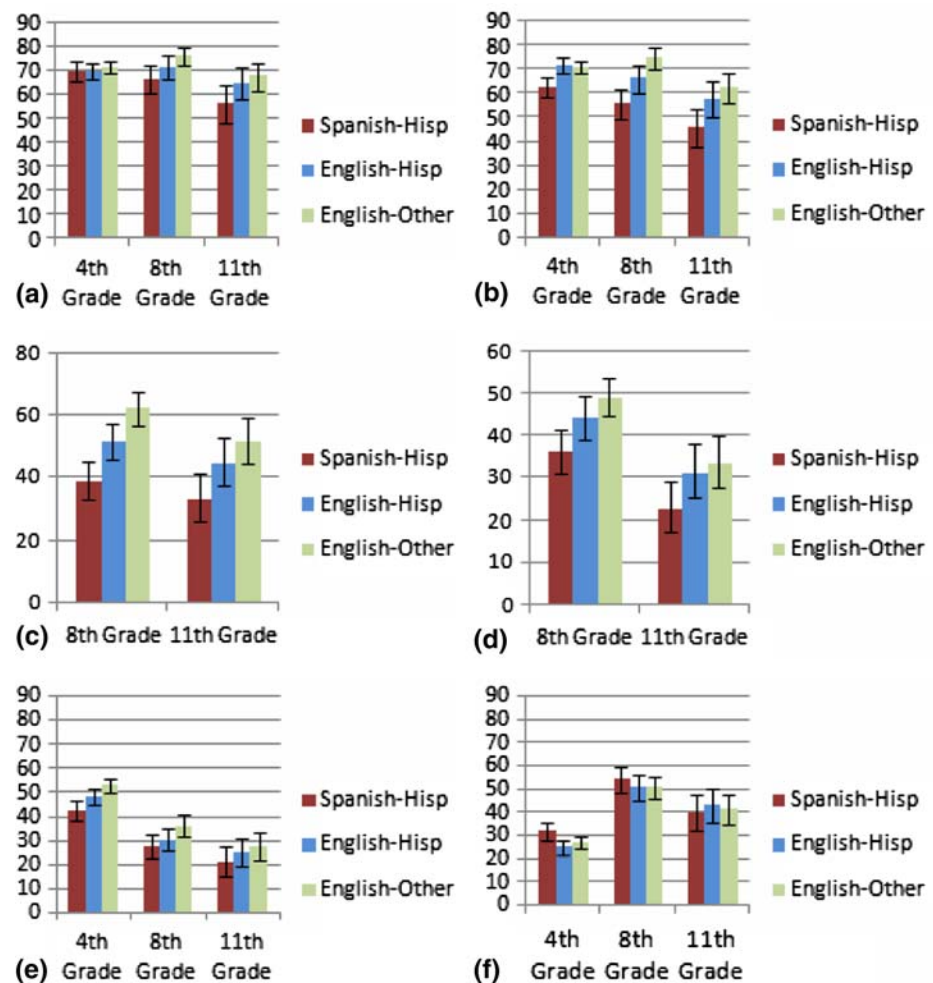 90
80
70
60
50
40
30
20
10
0
4th Grade
8th Grade
11th Grade
Spanish-Hisp
English-Hisp
English-Other
(a)
90
80
70
60
50
40
30
20
10
0
4th Grade
8th Grade
11th Grade
Spanish-Hisp
English-Hisp
English-Other
(b)
80
60
40
20
0
8th Grade
11th Grade
Spanish-Hisp
English-Hisp
English-Other
(c)
60
50
40
30
20
10
0
8th Grade
11th Grade
Spanish-Hisp
English-Hisp
English-Other
(d)
90
80
70
60
50
40
30
20
10
0
4th Grade
8th Grade
11th Grade
Spanish-Hisp
English-Hisp
English-Other
(e)
90
80
70
60
50
40
30
20
10
0
4th Grade
8th Grade
11th Grade
Spanish-Hisp
English-Hisp
English-Other
(f)